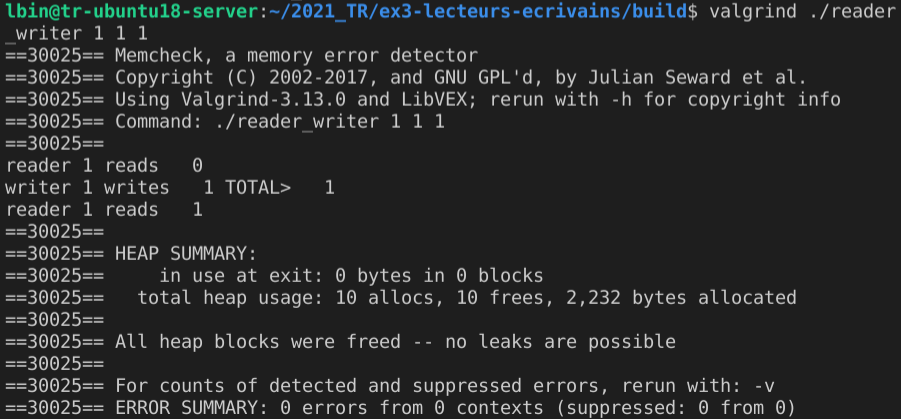 lbin@tr-ubuntu18-server:~/2021_TR/ex3-lecteurs-ecrivains/build$ valgrind ./reader
_writer 1 1 1
==30025== Memcheck, a memory error detector
==30025== Copyright (C) 2002-2017, and GNU GPL'd, by Julian Seward et al.
==30025== Using Valgrind-3.13.0 and LibVEX; rerun with -h for copyright info
==30025== Command: ./reader_writer 1 1 1
==30025==
reader 1 reads   0
writer 1 writes   1 TOTAL>   1
reader 1 reads   1
==30025==
==30025== HEAP SUMMARY:
==30025==     in use at exit: 0 bytes in 0 blocks
==30025==   total heap usage: 10 allocs, 10 frees, 2,232 bytes allocated
==30025==
==30025== All heap blocks were freed -- no leaks are possible
==30025==
==30025== For counts of detected and suppressed errors, rerun with: -v
==30025== ERROR SUMMARY: 0 errors from 0 contexts (suppressed: 0 from 0)